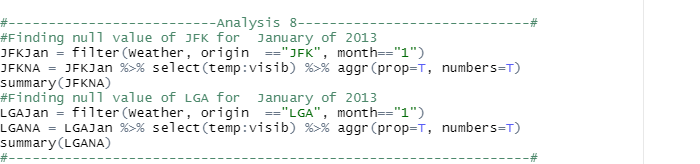 #--------------------------Analysis 8-----------------------------#
#Finding null value of JFK for  January of 2013
JFKJan = filter(Weather, origin  =="JFK", month=="1")
JFKNA = JFKJan %>% select(temp:visib) %>% aggr(prop=T, numbers=T)
summary(JFKNA)
#Finding null value of LGA for  January of 2013
LGAJan = filter(Weather, origin  =="LGA", month=="1")
LGANA = LGAJan %>% select(temp:visib) %>% aggr(prop=T, numbers=T)
summary(LGANA)
#-----------------------------------------------------------------#